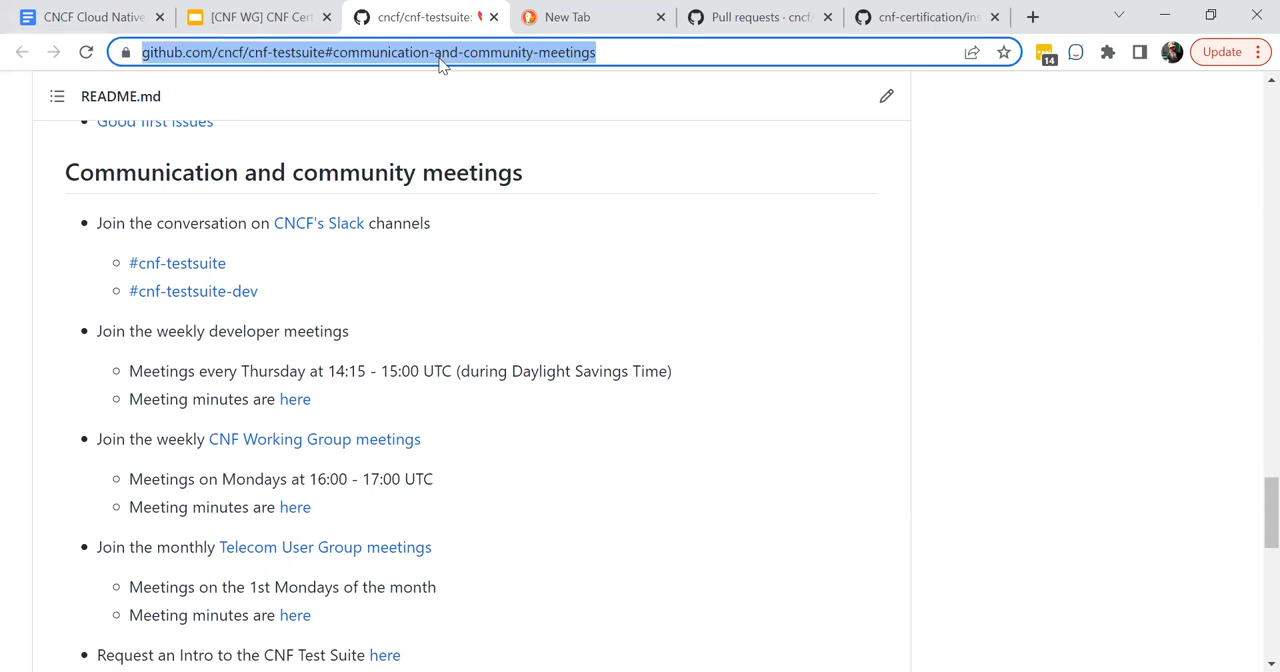 CNCF Cloud Native
[CNF WG] CNF Cert
cncf/cnf-testsuite:
New Tab
Pull requests · cncf/
cnf-certification/ins
github.com/cncf/cnf-testsuite#communication-and-community-meetings
14
Update
README.md
Good first issues
Communication and community meetings
Join the conversation on CNCF's Slack channels
#cnf-testsuite
#cnf-testsuite-dev
Join the weekly developer meetings
Meetings every Thursday at 14:15 - 15:00 UTC (during Daylight Savings Time)
Meeting minutes are here
Join the weekly CNF Working Group meetings
Meetings on Mondays at 16:00 - 17:00 UTC
Meeting minutes are here
Join the monthly Telecom User Group meetings
Meetings on the 1st Mondays of the month
Meeting minutes are here
Request an Intro to the CNF Test Suite here